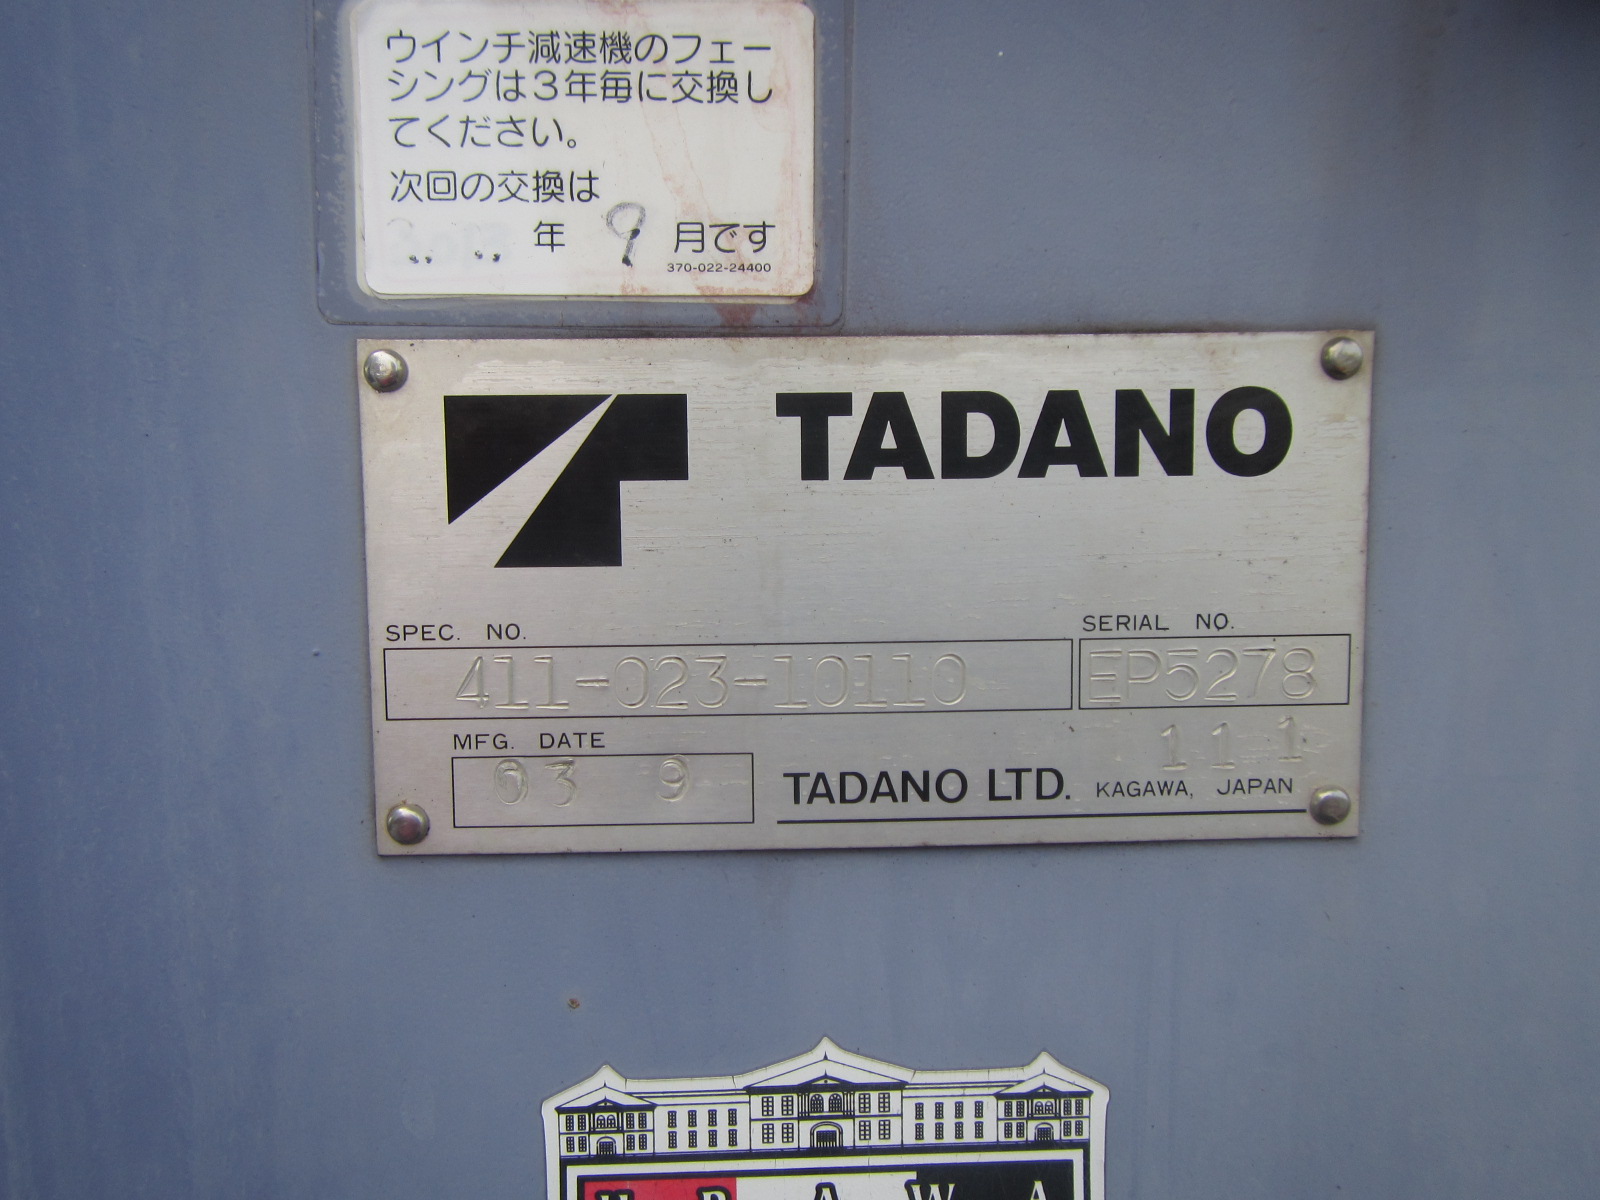 ウインチ減速機のフェー
シングは3年毎に交換し
てください。
次回の交換は
年 9 月です
370-022-24400
TADANO
SPEC. NO.
SERIAL NO.
411-023-10110
EP5278
MFG. DATE
11 1
03 9
TADANO LTD. KAGAWA, JAPAN